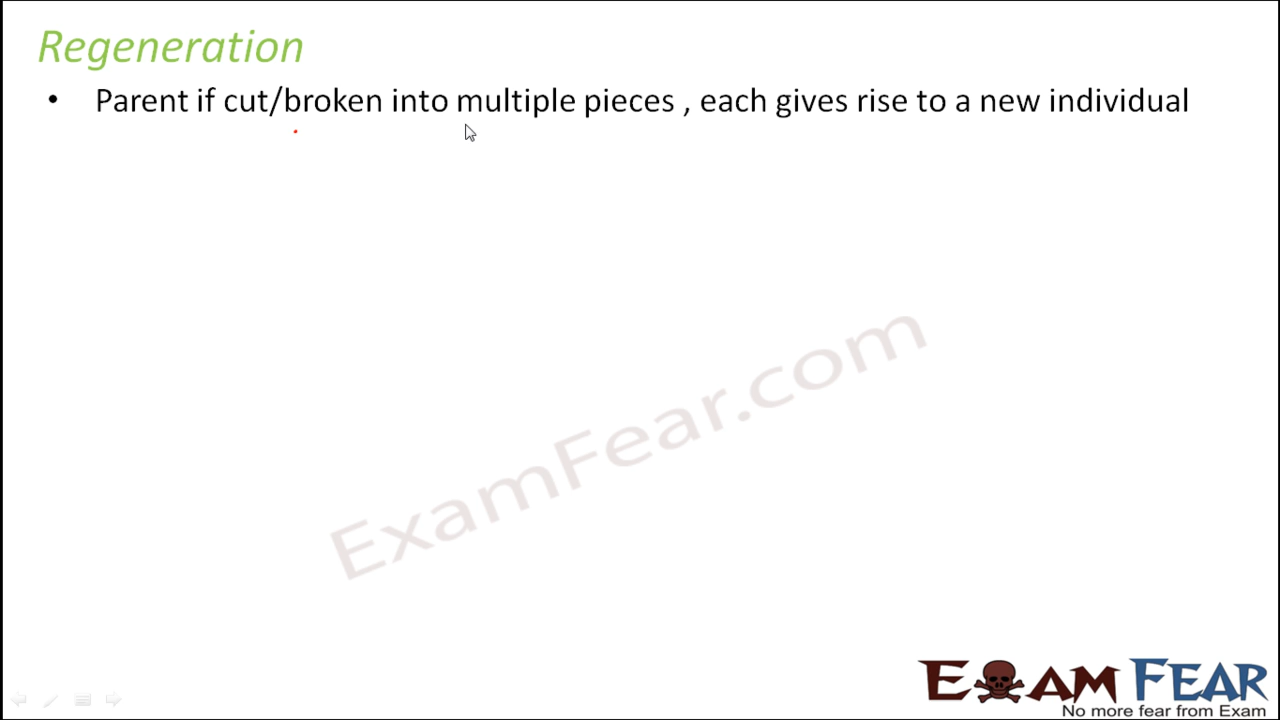 Regeneration
• Parent if cut/broken into multiple pieces , each gives rise to a new individual
ExamFear.com
EXAM FEAR
No more fear from Exam